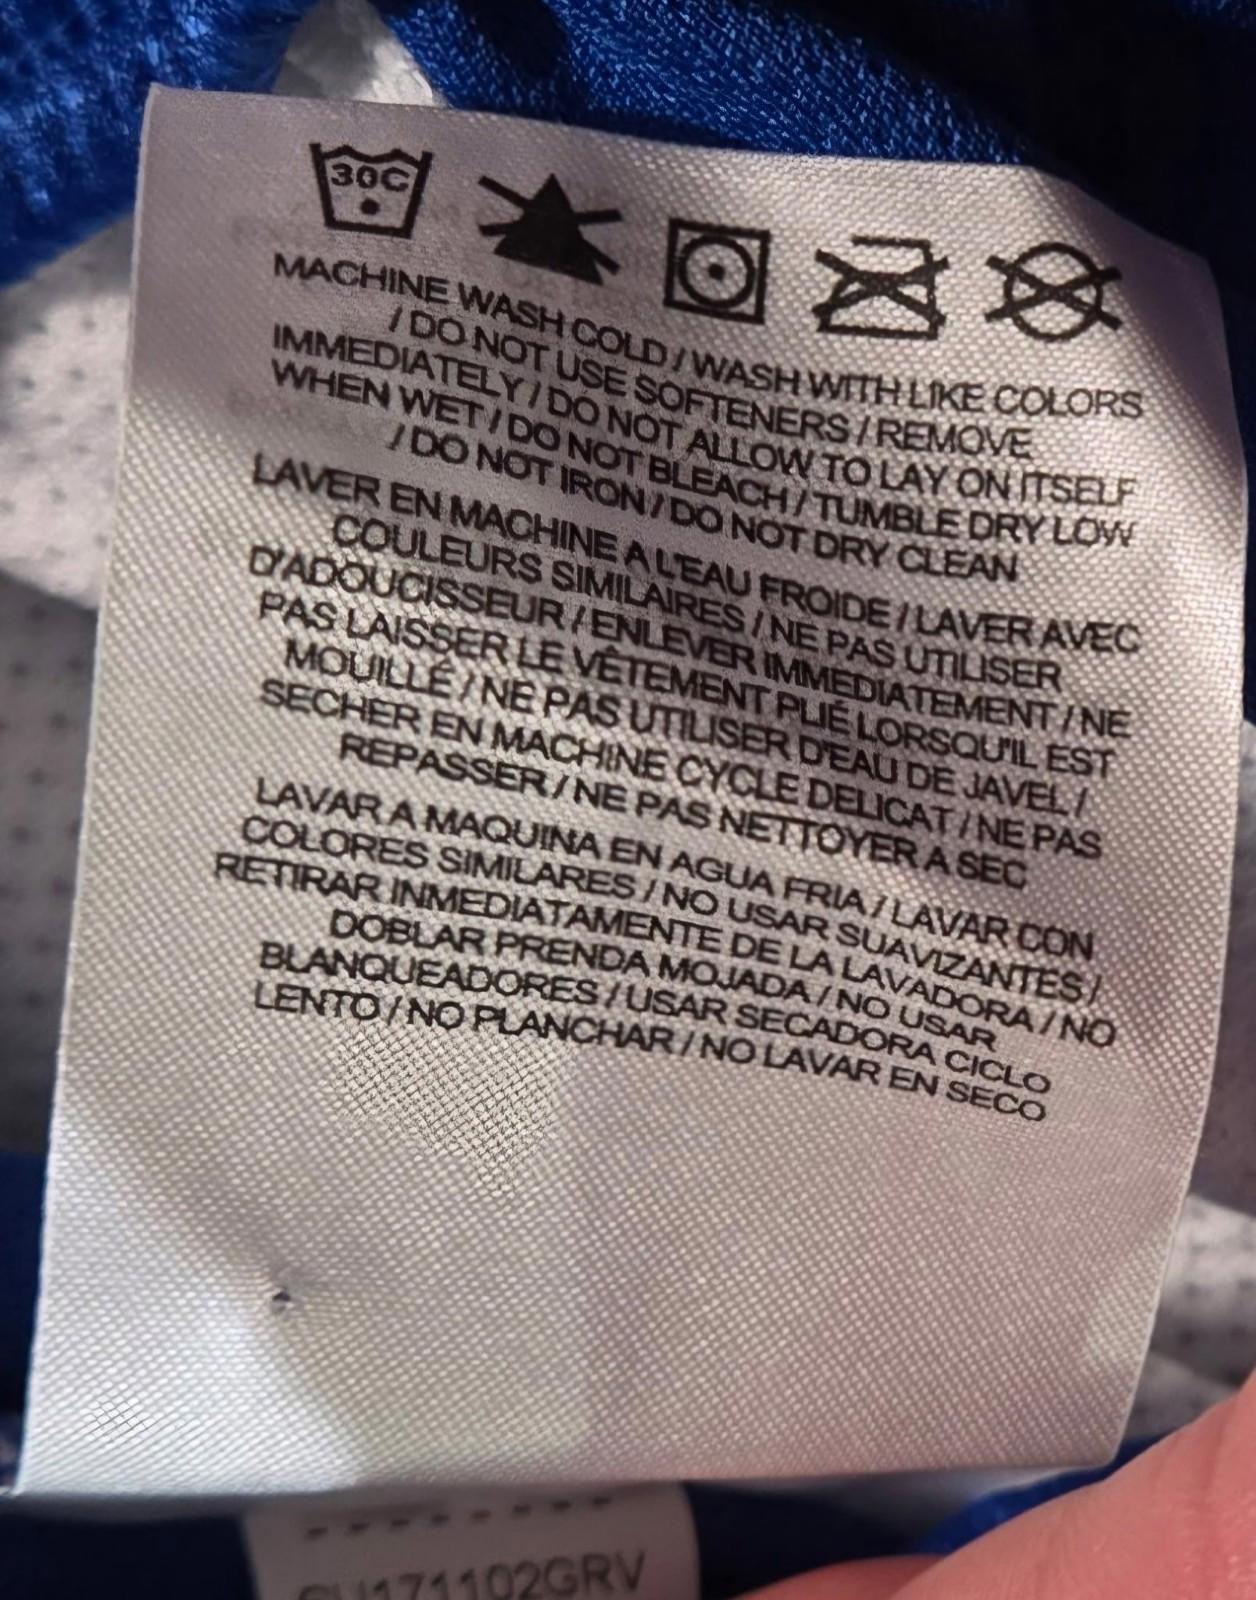 30C
MACHINE WASH COLD / WASH WITH LIKE COLORS
/ DO NOT USE SOFTENERS / REMOVE
IMMEDIATELY / DO NOT ALLOW TO LAY ON ITSELF
WHEN WET / DO NOT BLEACH / TUMBLE DRY LOW
/ DO NOT IRON / DO NOT DRY CLEAN
LAVER EN MACHINE A L'EAU FROIDE / LAVER AVEC
COULEURS SIMILAIRES / NE PAS UTILISER
D'ADOUCISSEUR / ENLEVER IMMEDIATEMENT / NE
PAS LAISSER LE VÊTEMENT PLIÉ LORSQU'IL EST
MOUILLÉ / NE PAS UTILISER D'EAU DE JAVEL /
SECHER EN MACHINE CYCLE DELICAT / NE PAS
REPASSER / NE PAS NETTOYER A SEC
LAVAR A MAQUINA EN AGUA FRIA / LAVAR CON
COLORES SIMILARES / NO USAR SUAVIZANTES /
RETIRAR INMEDIATAMENTE DE LA LAVADORA / NO
DOBLAR PRENDA MOJADA / NO USAR
BLANQUEADORES / USAR SECADORA CICLO
LENTO / NO PLANCHAR / NO LAVAR EN SECO